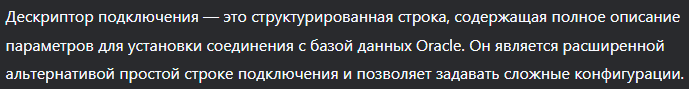 Дескриптор подключения — это структурированная строка, содержащая полное описание
параметров для установки соединения с базой данных Oracle. Он является расширенной
альтернативой простой строке подключения и позволяет задавать сложные конфигурации.